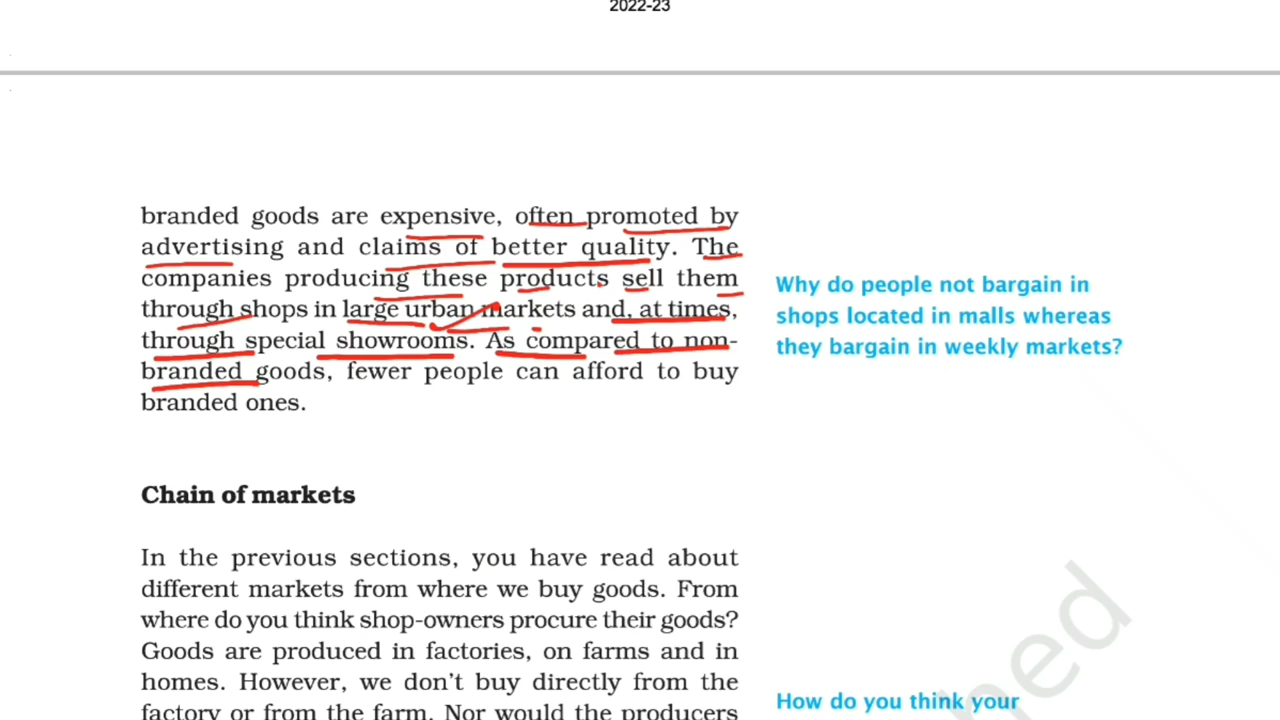 2022-23
branded goods are expensive, often promoted by
advertising and claims of better quality. The
companies producing these products sell them
through shops in large urban markets and, at times,
through special showrooms. As compared to non-
branded goods, fewer people can afford to buy
branded ones.
Why do people not bargain in
shops located in malls whereas
they bargain in weekly markets?
Chain of markets
In the previous sections, you have read about
different markets from where we buy goods. From
where do you think shop-owners procure their goods?
Goods are produced in factories, on farms and in
homes. However, we don't buy directly from the
factory or from the farm. Nor would the producers
How do you think your